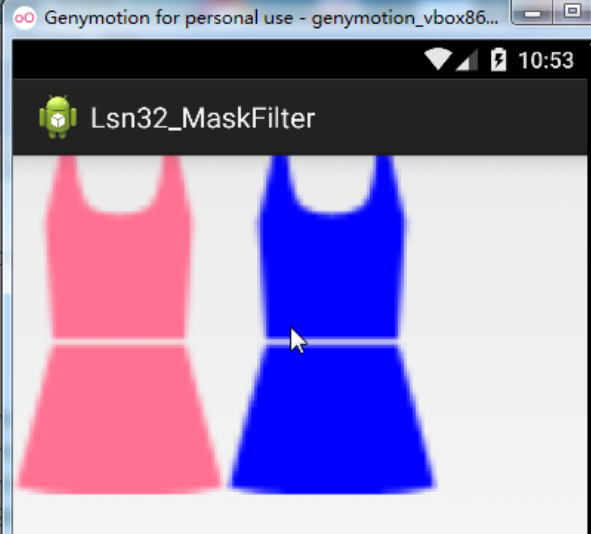 Genymotion for personal use - genymotion_vbox86...
10:53
Lsn32_MaskFilter